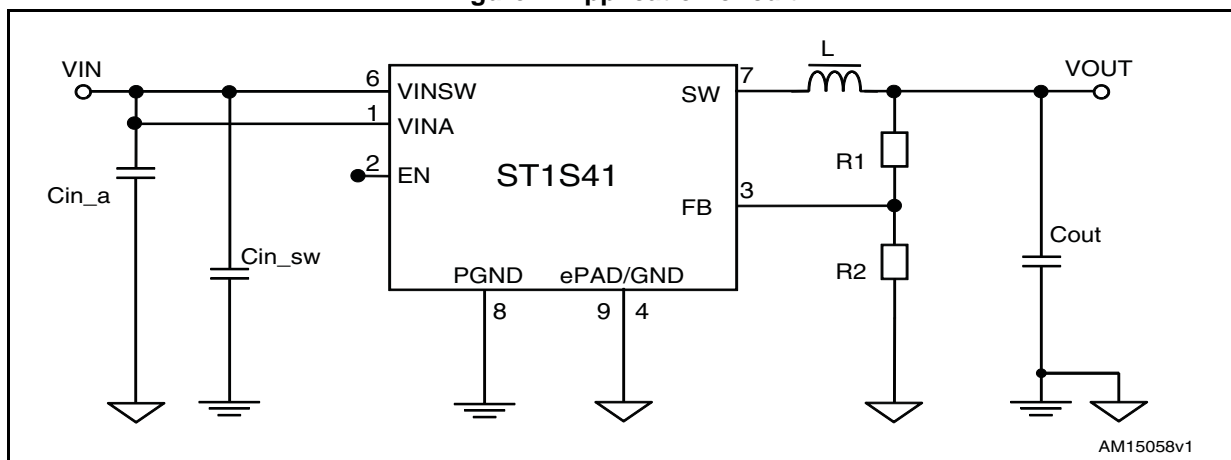 L
VIN
6
7
VOUT
VINSW
SW
1
VINA
R1
2
EN
ST1S41
3
Cin_a
FB
Cout
Cin_sw
R2
PGND
ePAD/GND
8
9
4
AM15058v1